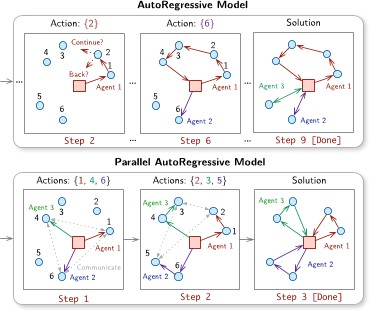 AutoRegressive Model
Action: {2}
Action: {6}
Solution
Continue?
2
4
3
1
Back?
Agent 1
5
6
Step 2
...
...
2
4
3
1
Agent 1
5
6
Agent 2
Step 6
...
...
Agent 3
Agent 1
Agent 2
Step 9 [Done]
...
Parallel AutoRegressive Model
Actions: {1, 4, 6}
Actions: {2, 3, 5}
Solution
Agent 3
2
3
4
1
Agent 1
5
6
Communicate
Agent 2
Step 1
Agent 3
2
3
4
1
Agent 1
5
6
Agent 2
Step 2
Agent 3
Agent 1
Agent 2
Step 3 [Done]